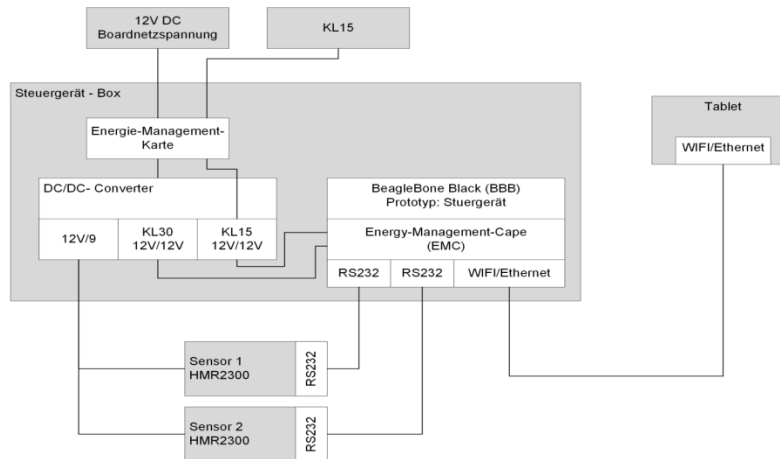 12V DC
Boardnetzspannung
KL15
Steuergerät - Box
Energie-Management-
Karte
Tablet
WIFI/Ethernet
DC/DC- Converter
12V/9
KL30
12V/12V
KL15
12V/12V
BeagleBone Black (BBB)
Prototyp: Stuergerät
Energy-Management-Cape
(EMC)
RS232
RS232
WIFI/Ethernet
Sensor 1
HMR2300
RS232
Sensor 2
HMR2300
RS232